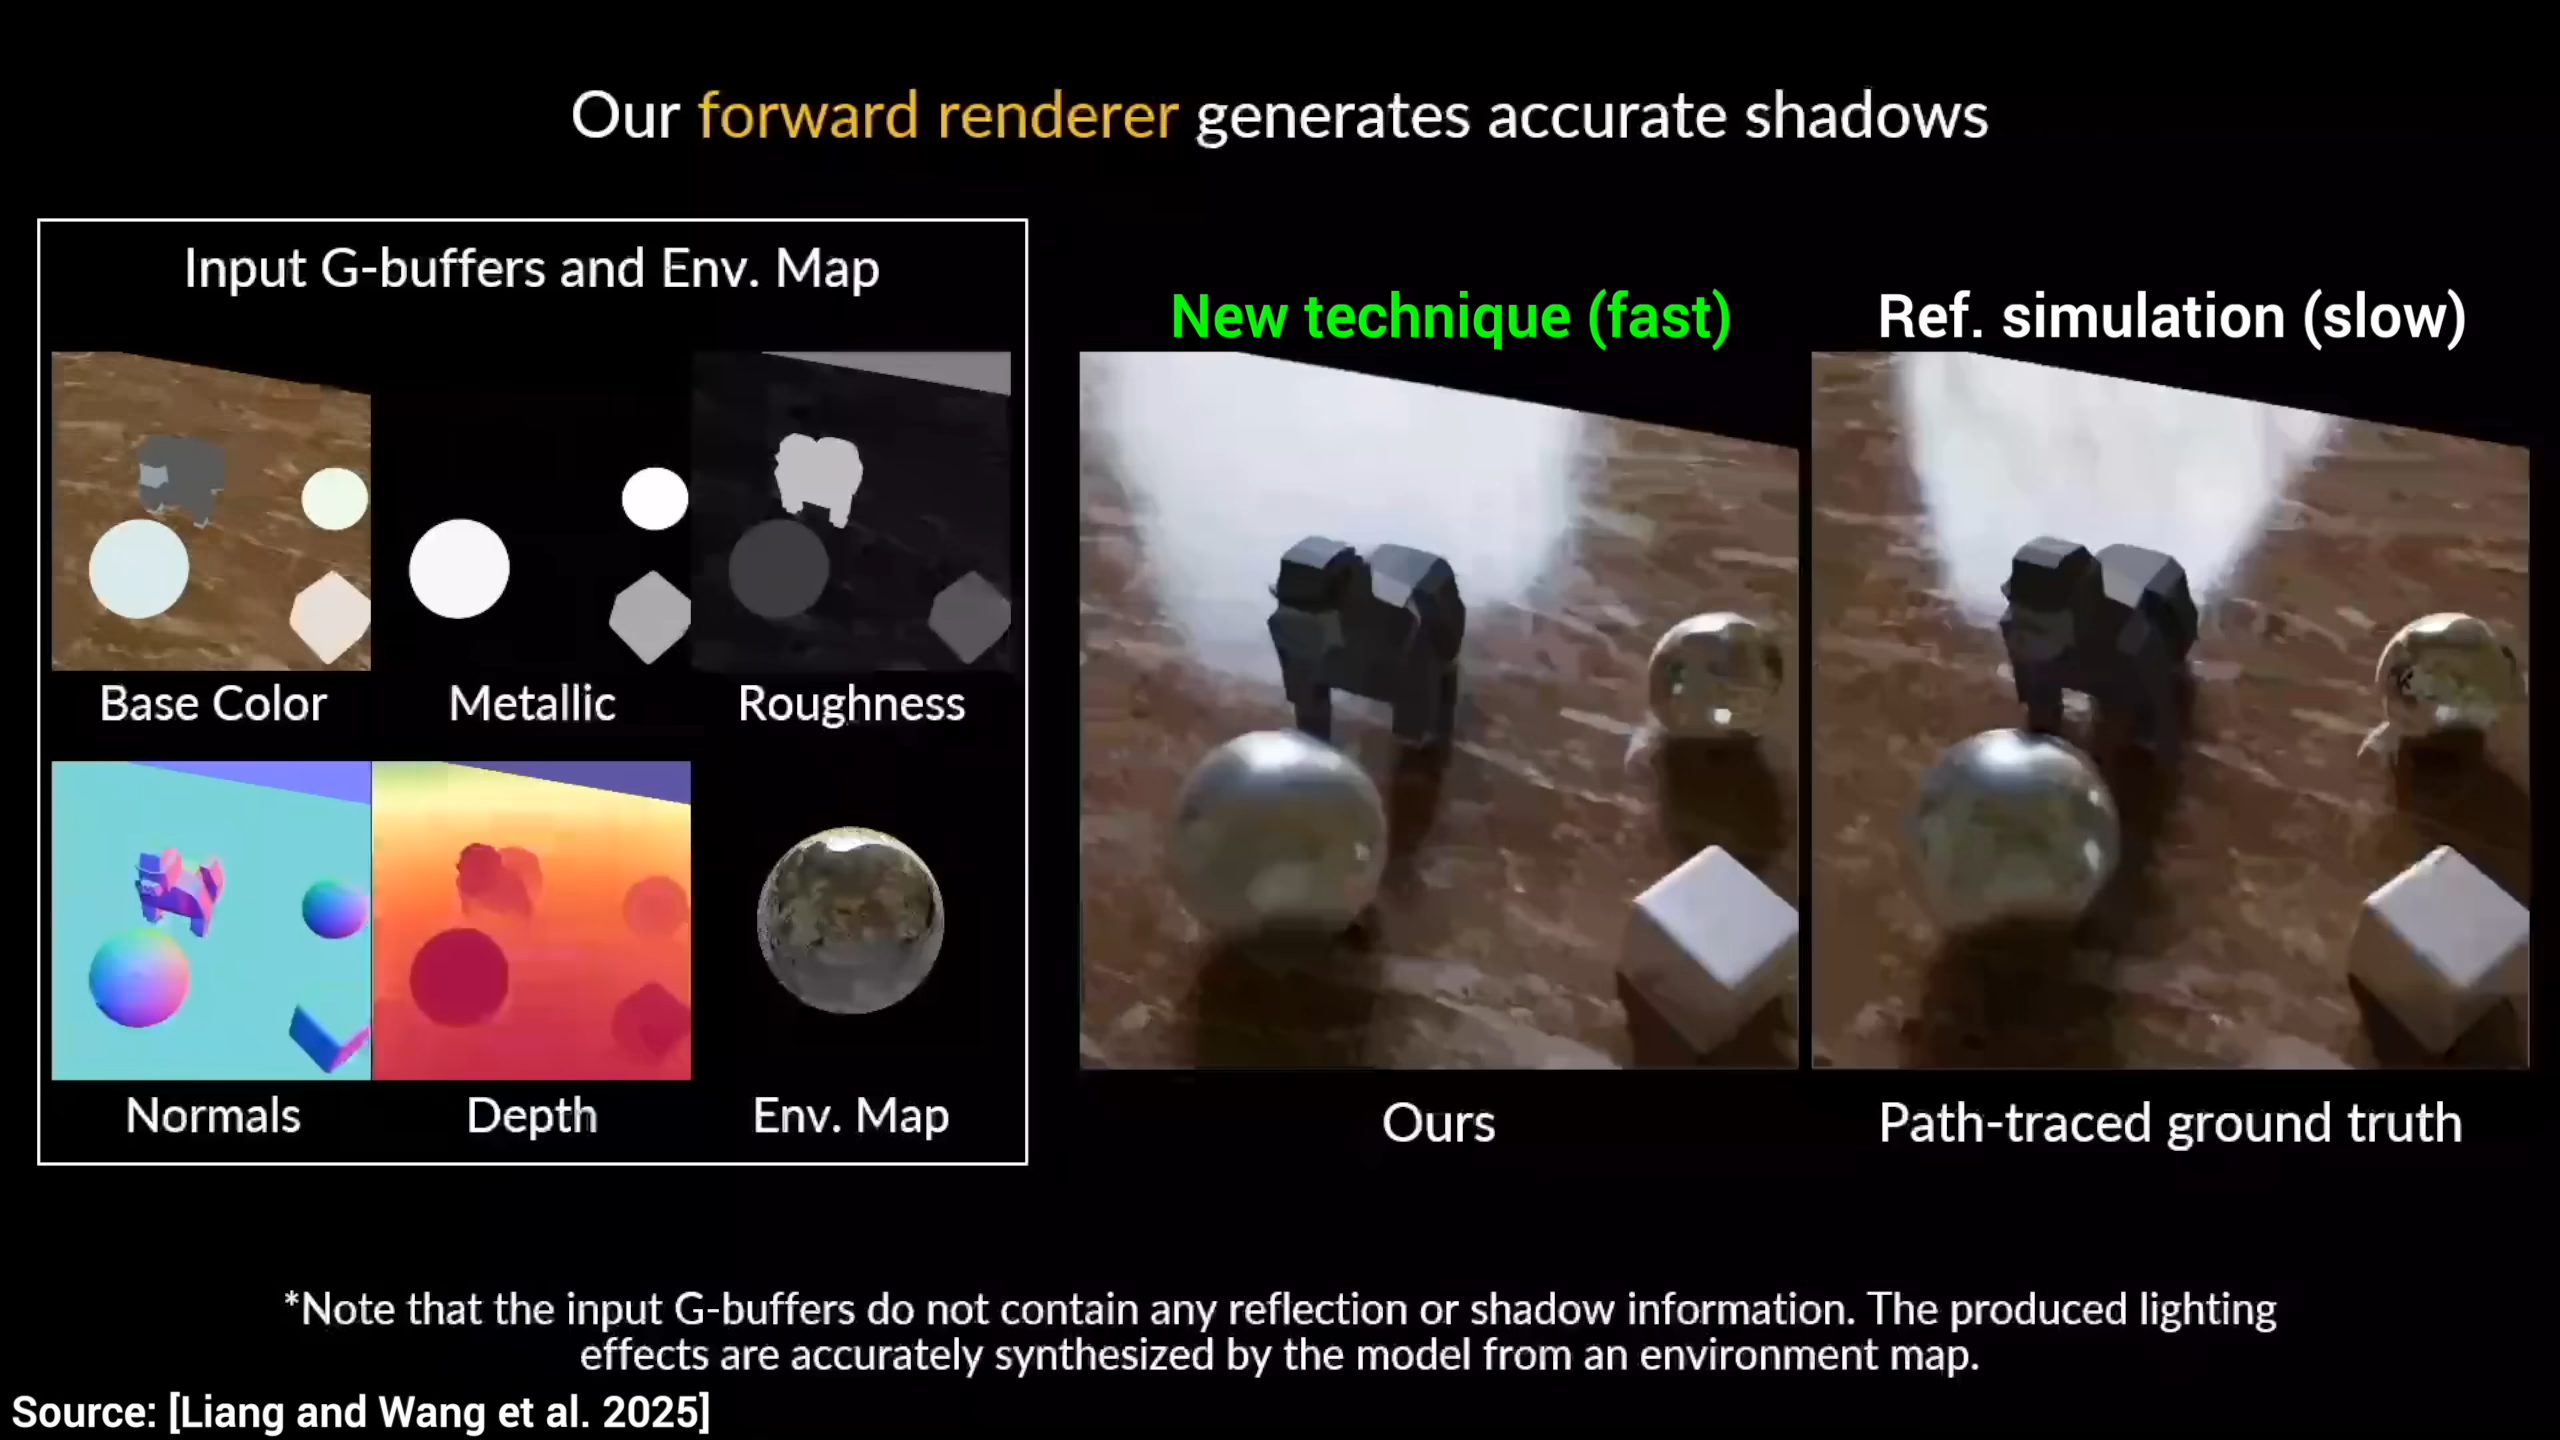 Our forward renderer generates accurate shadows
Input G-buffers and Env. Map
New technique (fast)
Ref. simulation (slow)
Base Color
Metallic
Roughness
Normals
Depth
Env. Map
Ours
Path-traced ground truth
*Note that the input G-buffers do not contain any reflection or shadow information. The produced lighting
effects are accurately synthesized by the model from an environment map.
Source: [Liang and Wang et al. 2025]